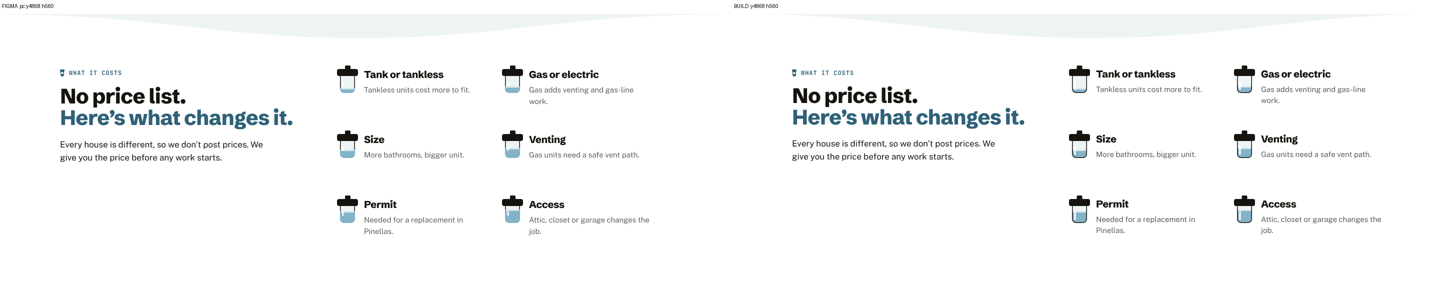 FIGMA pc y4868 h560
WHAT IT COSTS
No price list.
Here's what changes it.
Every house is different, so we don't post prices. We
give you the price before any work starts.
Tank or tankless
Tankless units cost more to fit.
Gas or electric
Gas adds venting and gas-line
work.
Size
More bathrooms, bigger unit.
Venting
Gas units need a safe vent path.
Permit
Needed for a replacement in
Pinellas.
Access
Attic, closet or garage changes the
job.
BUILD y4868 h560
WHAT IT COSTS
No price list.
Here's what changes it.
Every house is different, so we don't post prices. We
give you the price before any work starts.
Tank or tankless
Tankless units cost more to fit.
Gas or electric
Gas adds venting and gas-line
work.
Size
More bathrooms, bigger unit.
Venting
Gas units need a safe vent path.
Permit
Needed for a replacement in
Pinellas.
Access
Attic, closet or garage changes the
job.